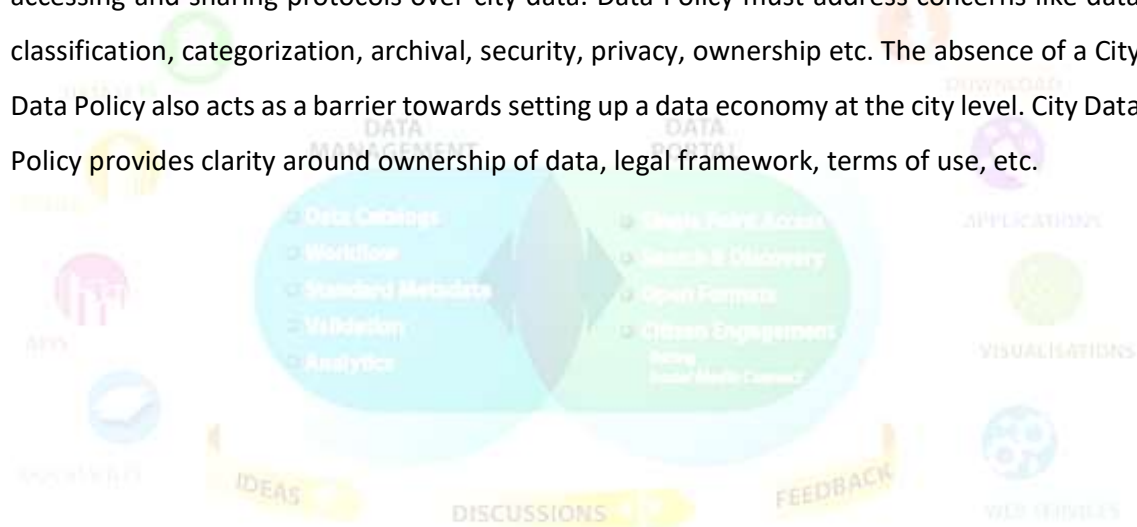 accessing and sharing protocols over city data. Data Policy must address concerns like data
classification, categorization, archival, security, privacy, ownership etc. The absence of a City
Data Policy also acts as a barrier towards setting up a data economy at the city level. City Data
Policy provides clarity around ownership of data, legal framework, terms of use, etc.
DOWNLOAD
DATA
MANAGEMENT
DATA
PORTAL
Data Catalogs
Workflow
Standard Metadata
Validation
Analytics
Single Point Access
Search & Discovery
Open Formats
Citizen Engagement
APPLICATIONS
VISUALISATIONS
WEB SERVICES
IDEAS
DISCUSSIONS
FEEDBACK